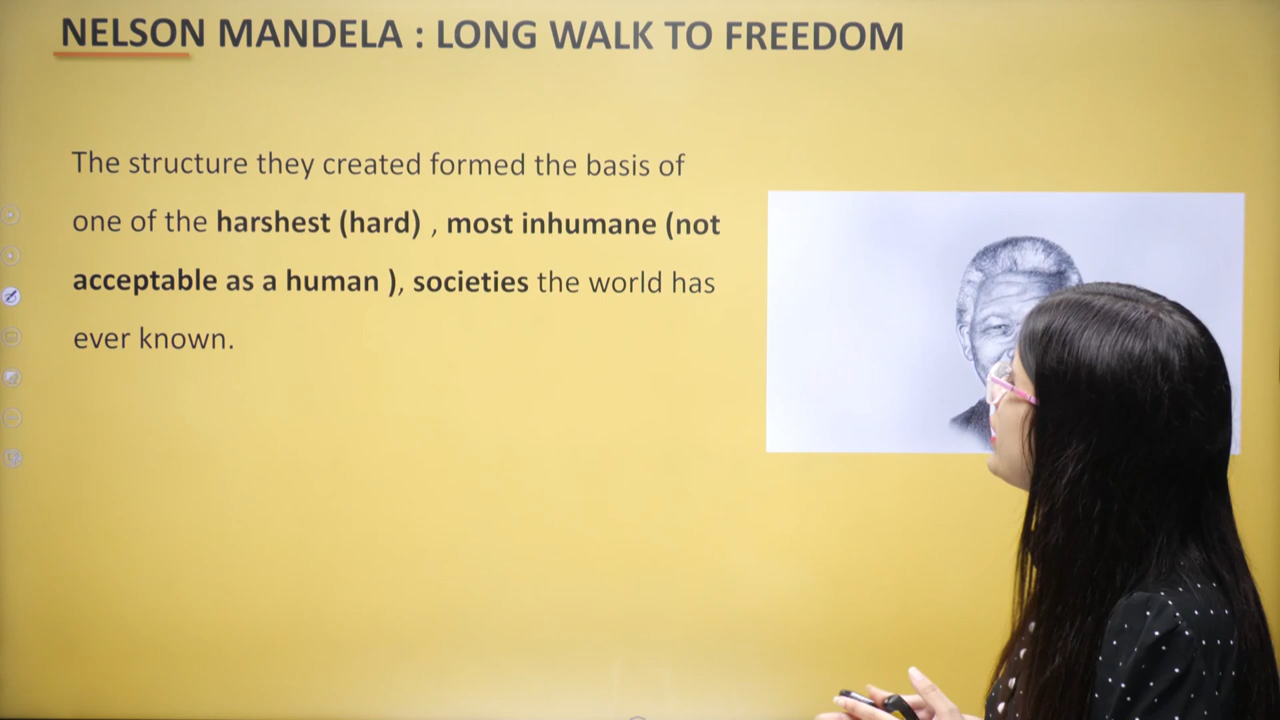 NELSON MANDELA : LONG WALK TO FREEDOM
The structure they created formed the basis of
one of the harshest (hard) , most inhumane (not
acceptable as a human ), societies the world has
ever known.